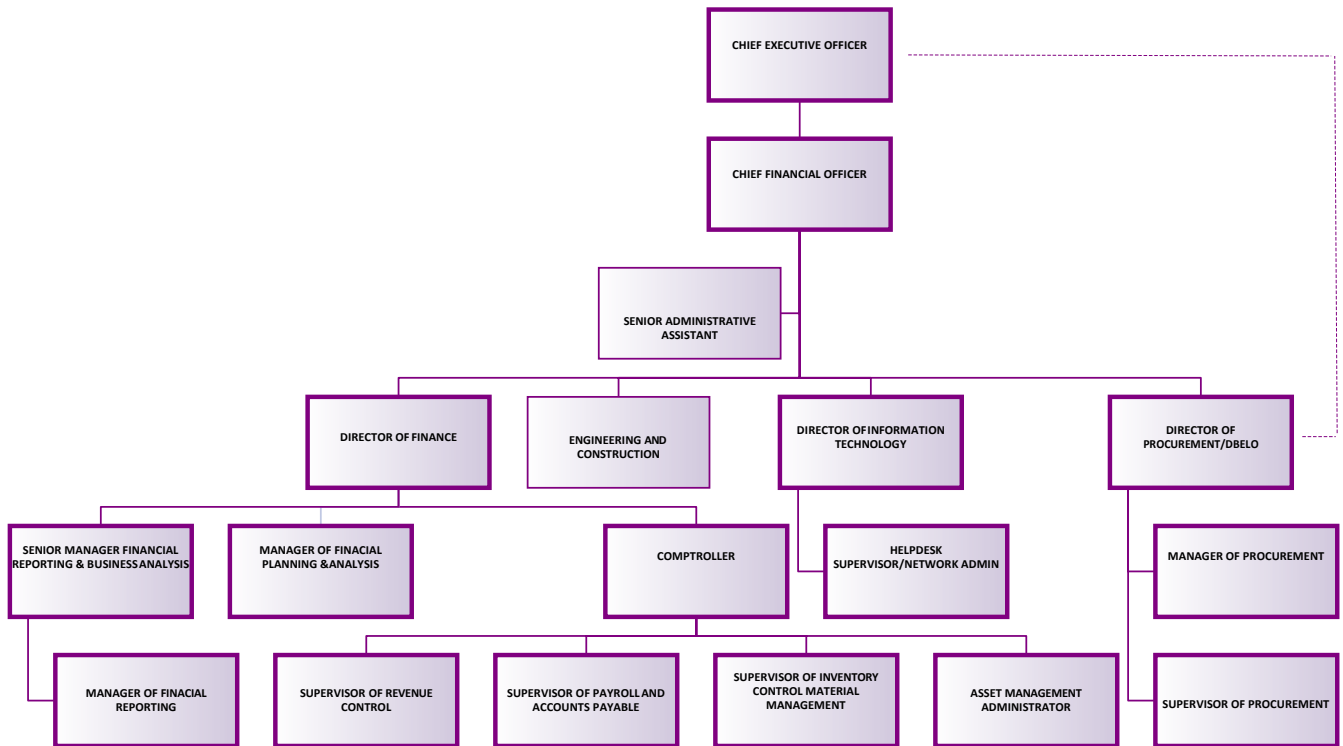 CHIEF EXECUTIVE OFFICER
CHIEF FINANCIAL OFFICER
SENIOR ADMINISTRATIVE
ASSISTANT
DIRECTOR OF FINANCE
ENGINEERING AND
CONSTRUCTION
DIRECTOR OF INFORMATION
TECHNOLOGY
DIRECTOR OF
PROCUREMENT/DBELO
SENIOR MANAGER FINANCIAL
REPORTING & BUSINESS ANALYSIS
MANAGER OF FINACIAL
PLANNING & ANALYSIS
COMPTROLLER
HELPDESK
SUPERVISOR/NETWORK ADMIN
MANAGER OF PROCUREMENT
MANAGER OF FINACIAL
REPORTING
SUPERVISOR OF REVENUE
CONTROL
SUPERVISOR OF PAYROLL AND
ACCOUNTS PAYABLE
SUPERVISOR OF INVENTORY
CONTROL MATERIAL
MANAGEMENT
ASSET MANAGEMENT
ADMINISTRATOR
SUPERVISOR OF PROCUREMENT